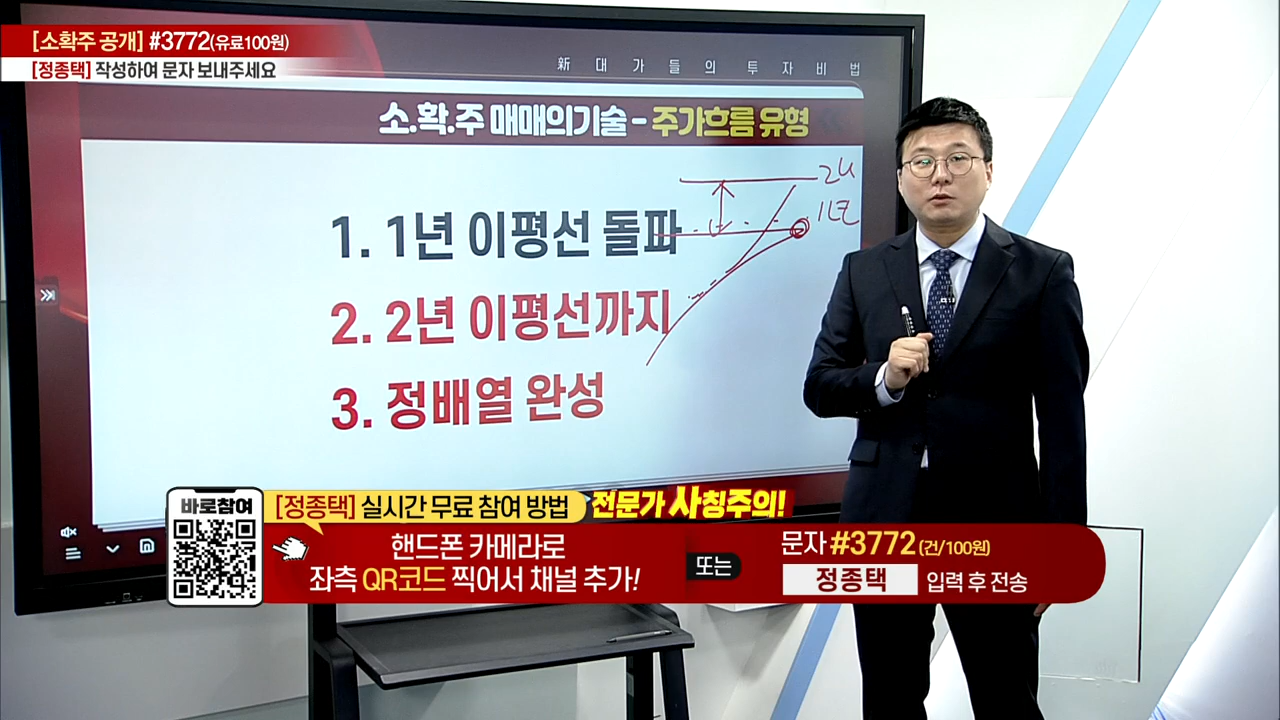 [소확주 공개] #3772(유료100원)
[정종택] 작성하여 문자 보내주세요
新 대 가 들 의 투 자 비 법
소.확.주 매매의기술 - 주가흐름 유형
1. 1년 이평선 돌파
2. 2년 이평선까지
3. 정배열 완성
2년
1년
바로참여
[정종택] 실시간 무료 참여 방법
전문가 사칭주의!
핸드폰 카메라로
좌측 QR코드 찍어서 채널 추가!
또는
문자 #3772 (건/100원)
정종택 입력 후 전송